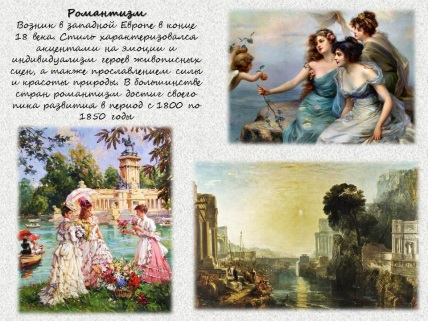 Романтизм
Возник в западной Европе в конце
18 века. Стиль характеризовался
акцентами на эмоции и
индивидуализм героев живописных
сцен, а также прославлением силы
и красоты природы. В большинстве
стран романтизм достиг своего
пика развития в период с 1800 по
1850 годы